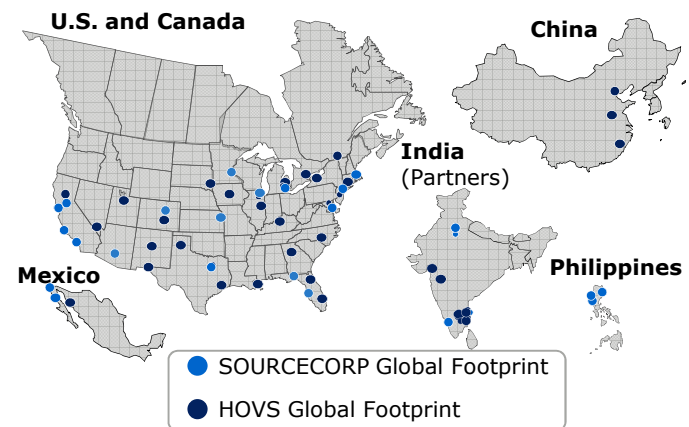 U.S. and Canada
China
India
(Partners)
Mexico
Philippines
SOURCECORP Global Footprint
HOVS Global Footprint